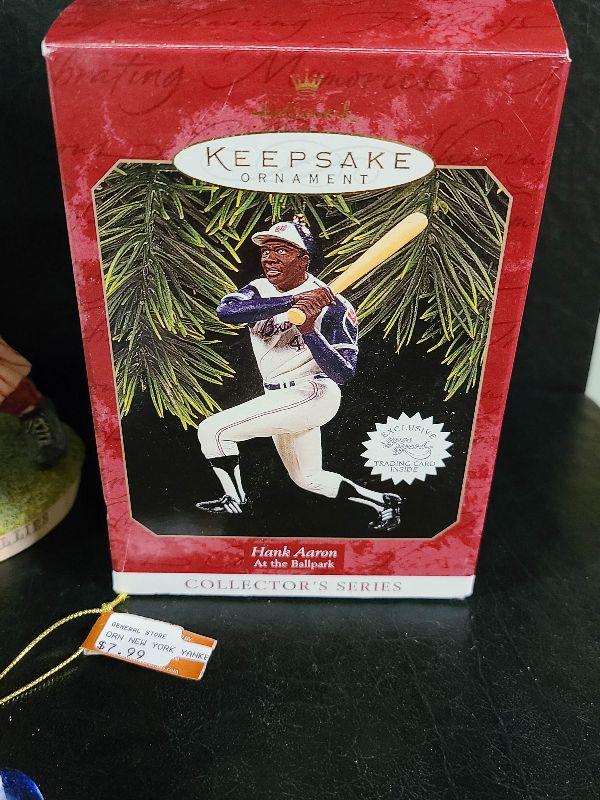 Hallmark
KEEPSAKE
ORNAMENT
EXCLUSIVE
TRADING CARD
INSIDE
Hank Aaron
At the Ballpark
COLLECTOR'S SERIES
LLIES
GENERAL STORE
ORN NEW YORK YANKE
$7.99